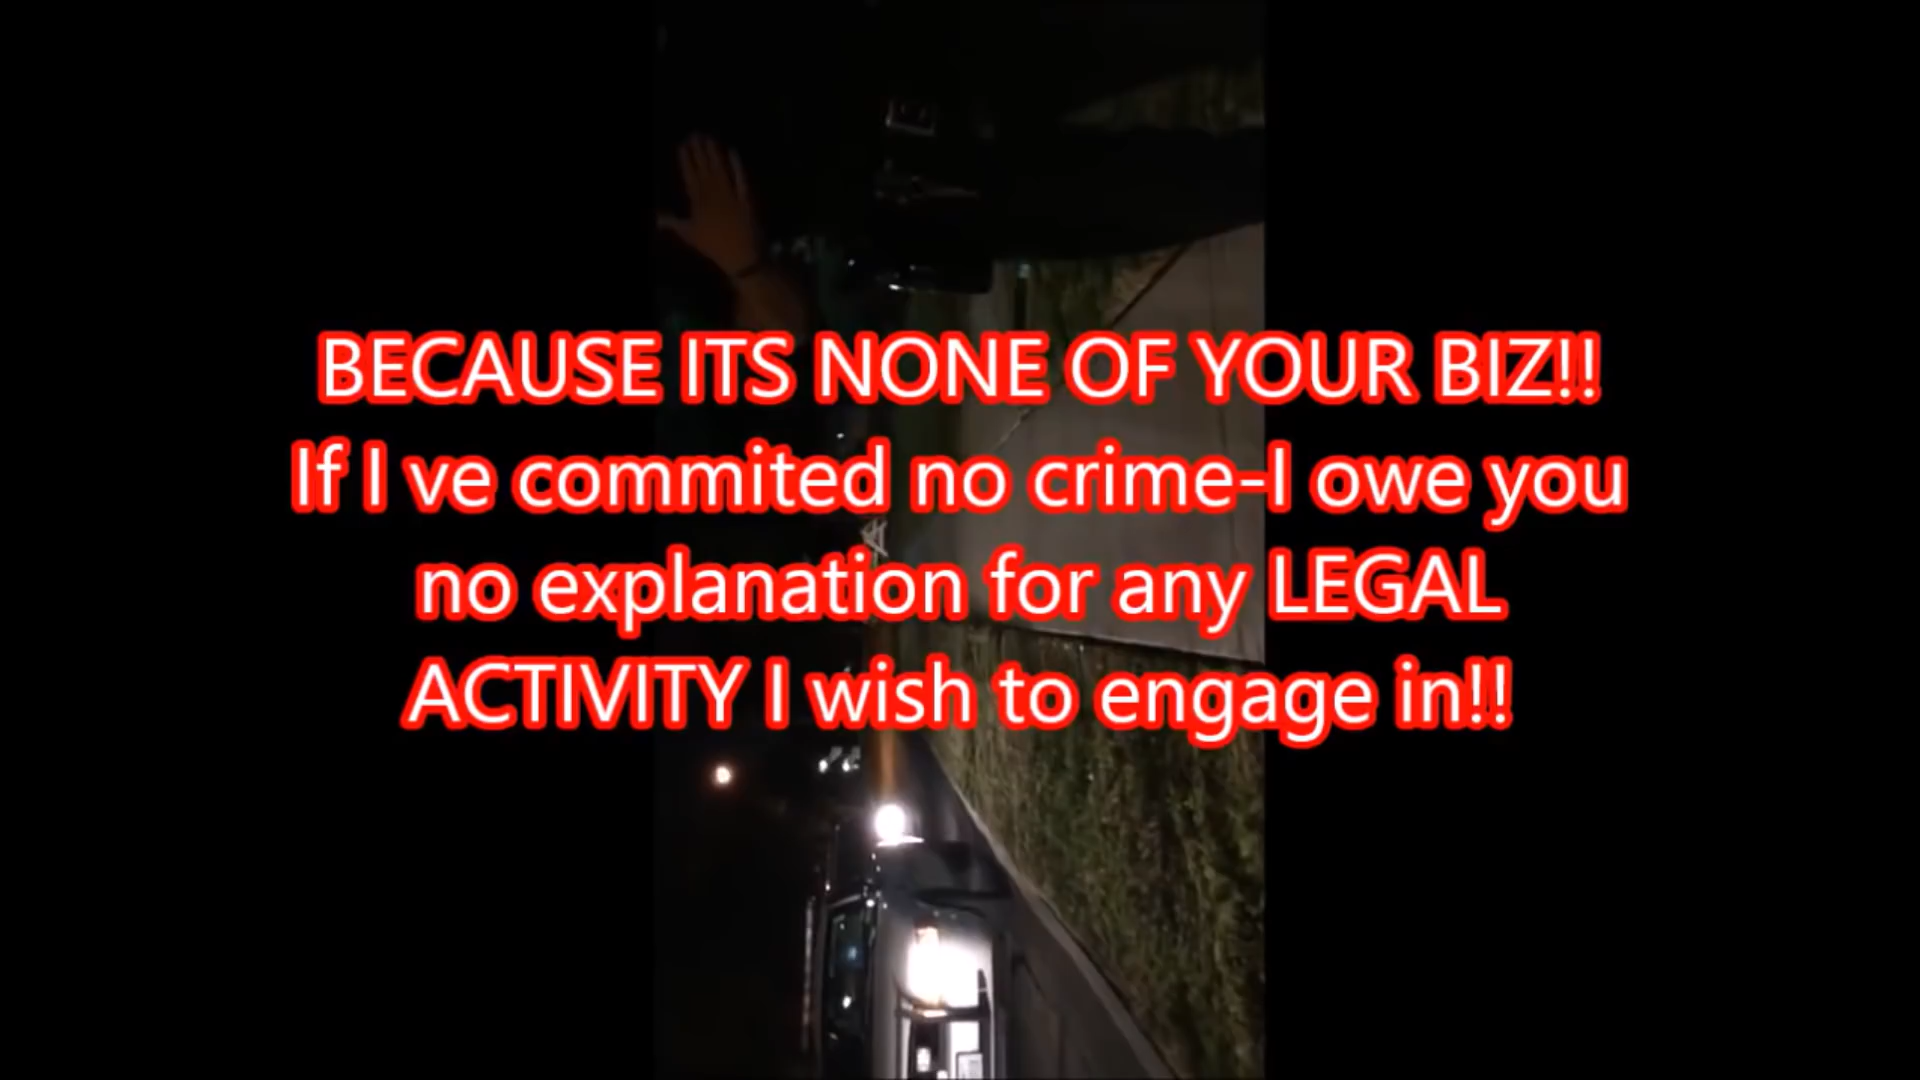 BECAUSE ITS NONE OF YOUR BIZ!!
If I ve commited no crime-I owe you
no explanation for any LEGAL
ACTIVITY I wish to engage in!!